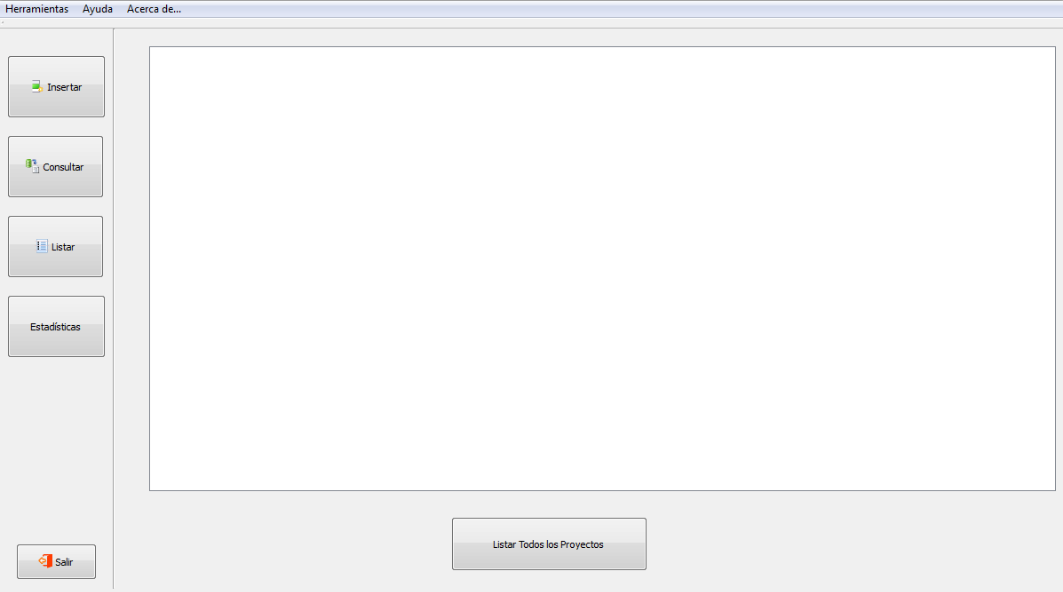 Herramientas Ayuda Acerca de...
Insertar
Consultar
Listar
Estadísticas
Listar Todos los Proyectos
Salir